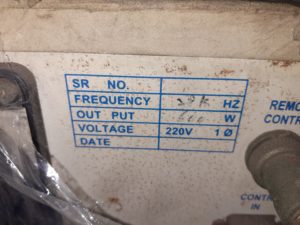 SR NO.
FREQUENCY HZ
OUT PUT W
VOLTAGE 220V 1 Ø
DATE
REMO
CONTR
CONTR
IN